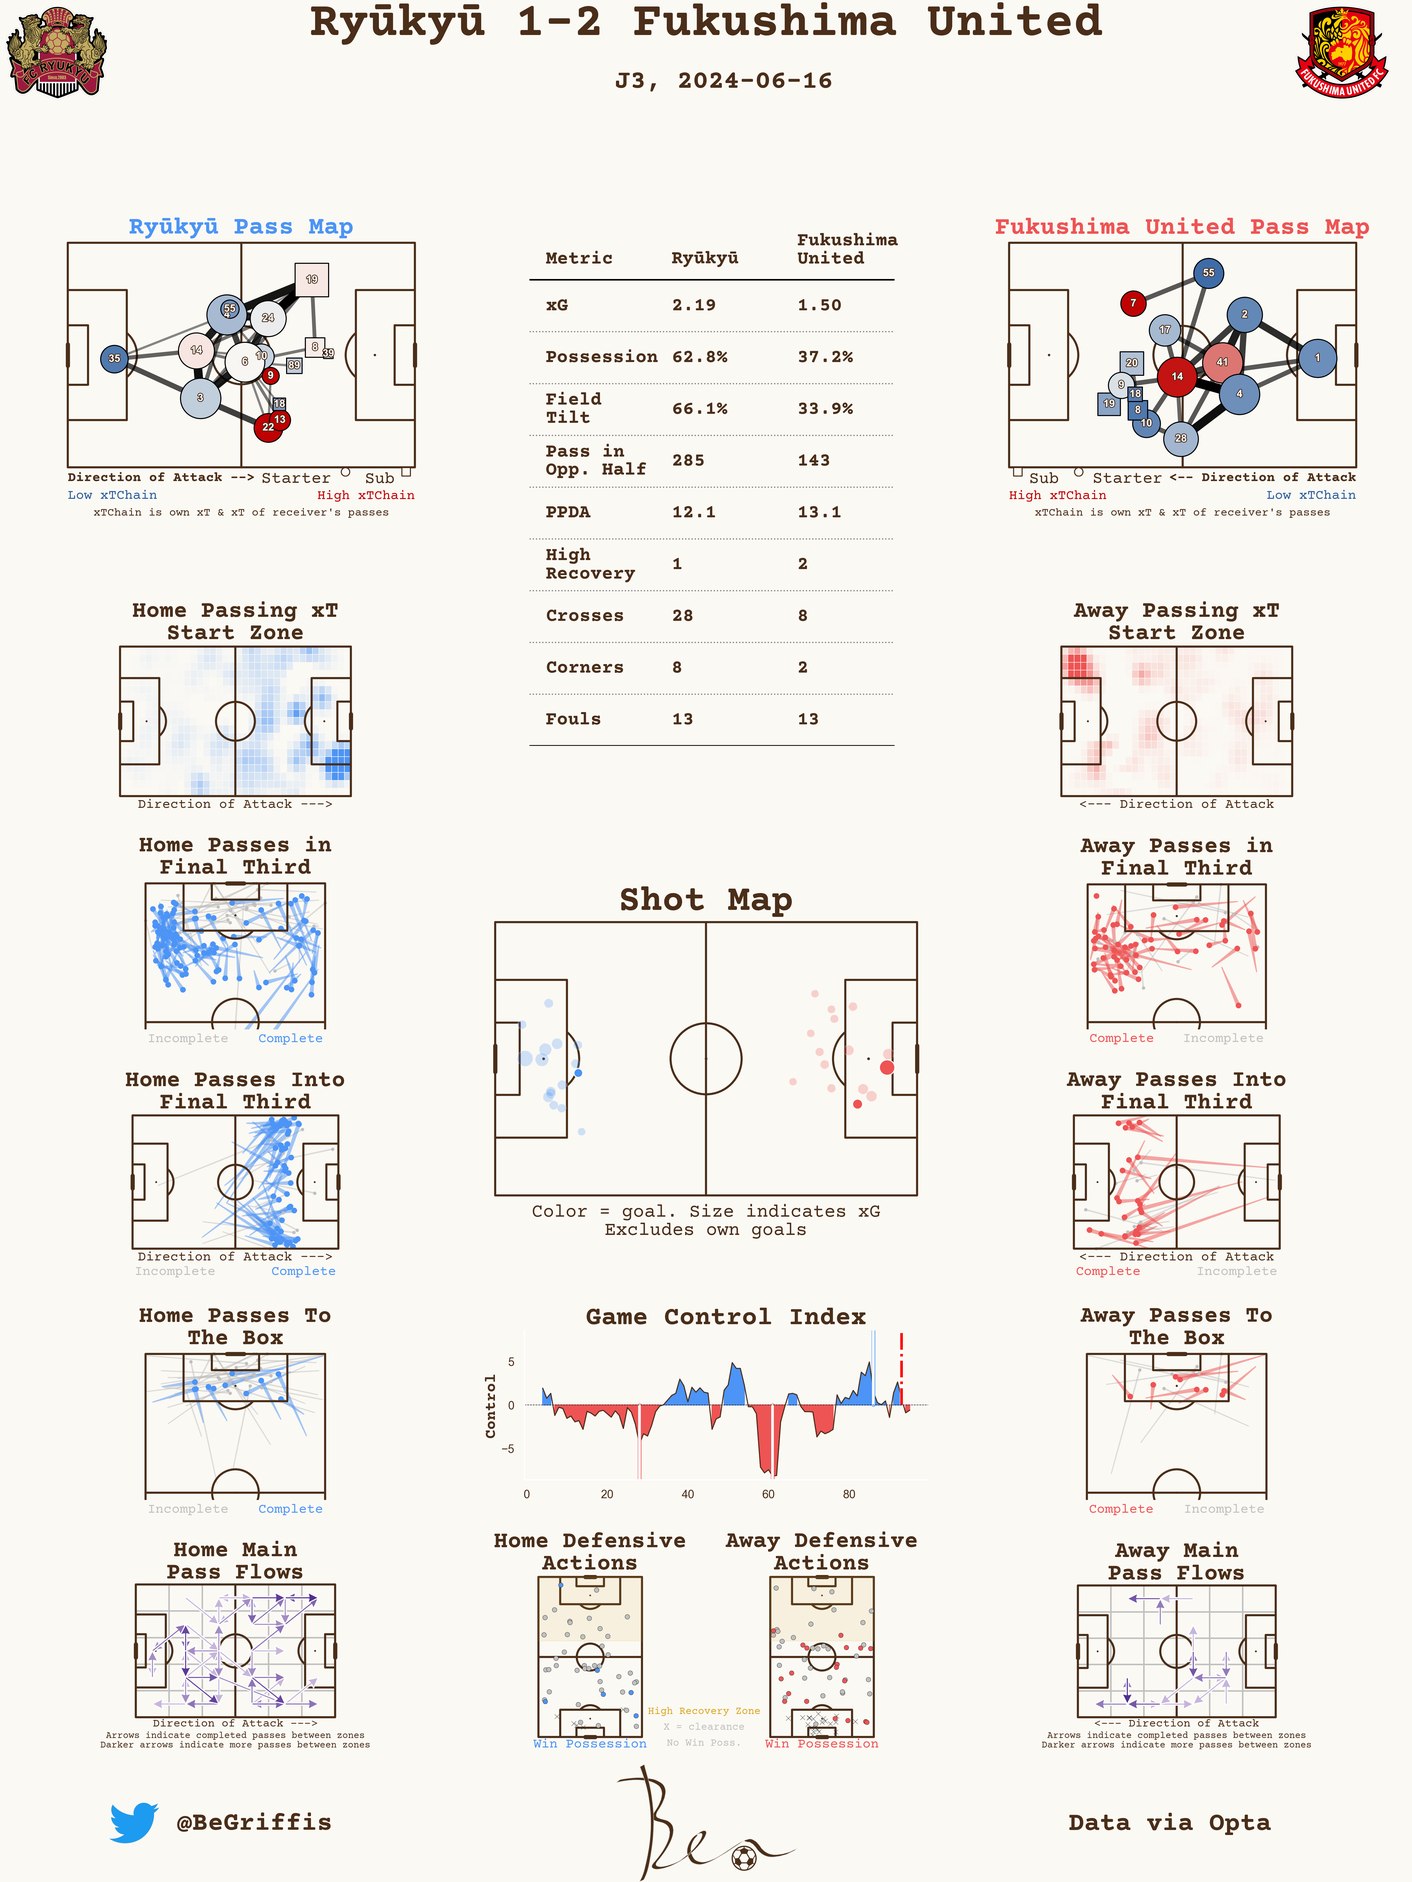 Ryūkyū 1-2 Fukushima United
J3, 2024-06-16
FC RYUKYU
Since 2003
FUKUSHIMA UNITED FC
Ryūkyū Pass Map
19
55
24
14
10
8
39
35
6
89
9
3
18
13
22
Direction of Attack --> Starter Sub
Low xTChain High xTChain
xTChain is own xT & xT of receiver's passes
Metric Ryūkyū Fukushima United
xG 2.19 1.50
Possession 62.8% 37.2%
Field Tilt 66.1% 33.9%
Pass in Opp. Half 285 143
PPDA 12.1 13.1
High Recovery 1 2
Crosses 28 8
Corners 8 2
Fouls 13 13
Fukushima United Pass Map
55
7
2
17
20
41
1
14
9
18
4
19
8
10
28
Sub Starter <-- Direction of Attack
High xTChain Low xTChain
xTChain is own xT & xT of receiver's passes
Home Passing xT
Start Zone
Direction of Attack --->
Away Passing xT
Start Zone
<--- Direction of Attack
Home Passes in
Final Third
Incomplete Complete
Away Passes in
Final Third
Complete Incomplete
Shot Map
Color = goal. Size indicates xG
Excludes own goals
Home Passes Into
Final Third
Direction of Attack --->
Incomplete Complete
Away Passes Into
Final Third
<--- Direction of Attack
Complete Incomplete
Home Passes To
The Box
Incomplete Complete
Game Control Index
Control
5
0
−5
0 20 40 60 80
Away Passes To
The Box
Complete Incomplete
Home Main
Pass Flows
Direction of Attack --->
Arrows indicate completed passes between zones
Darker arrows indicate more passes between zones
Home Defensive
Actions
Win Possession
High Recovery Zone
X = clearance
No Win Poss.
Away Defensive
Actions
Win Possession
Away Main
Pass Flows
<--- Direction of Attack
Arrows indicate completed passes between zones
Darker arrows indicate more passes between zones
@BeGriffis
Ben
Data via Opta